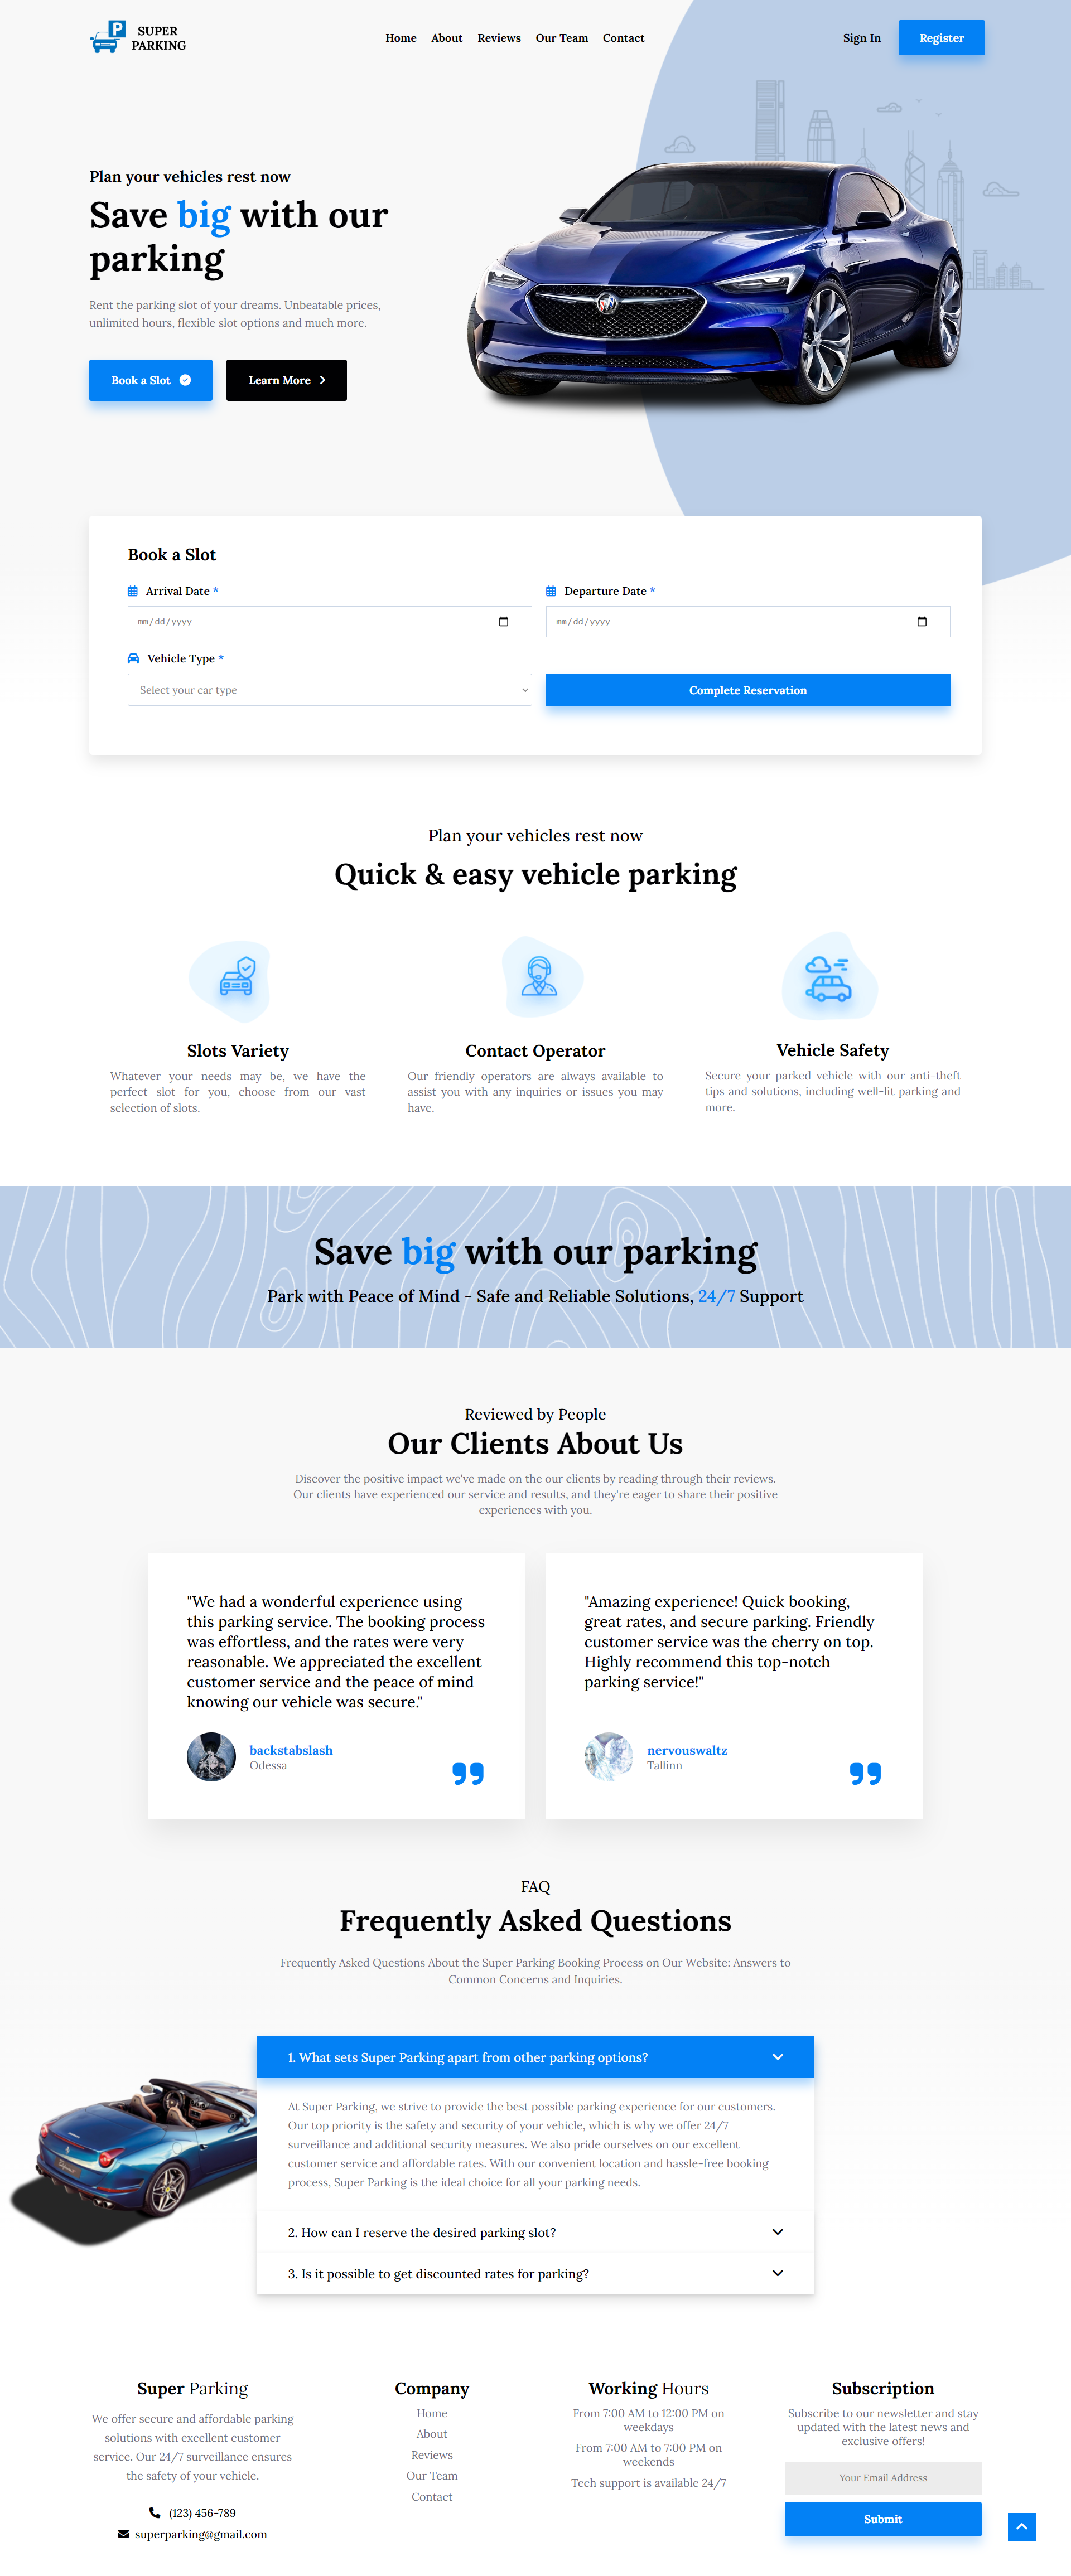 SUPER
PARKING
Home About Reviews Our Team Contact
Sign In Register
Plan your vehicles rest now
Save big with our
parking
Rent the parking slot of your dreams. Unbeatable prices,
unlimited hours, flexible slot options and much more.
Book a Slot Learn More
Book a Slot
Arrival Date * Departure Date *
mm/dd/yyyy mm/dd/yyyy
Vehicle Type *
Select your car type Complete Reservation
Plan your vehicles rest now
Quick & easy vehicle parking
Slots Variety
Whatever your needs may be, we have the
perfect slot for you, choose from our vast
selection of slots.
Contact Operator
Our friendly operators are always available to
assist you with any inquiries or issues you may
have.
Vehicle Safety
Secure your parked vehicle with our anti-theft
tips and solutions, including well-lit parking and
more.
Save big with our parking
Park with Peace of Mind - Safe and Reliable Solutions, 24/7 Support
Reviewed by People
Our Clients About Us
Discover the positive impact we've made on the our clients by reading through their reviews.
Our clients have experienced our service and results, and they're eager to share their positive
experiences with you.
"We had a wonderful experience using
this parking service. The booking process
was effortless, and the rates were very
reasonable. We appreciated the excellent
customer service and the peace of mind
knowing our vehicle was secure."
backstabslash
Odessa
"Amazing experience! Quick booking,
great rates, and secure parking. Friendly
customer service was the cherry on top.
Highly recommend this top-notch
parking service!"
nervouswaltz
Tallinn
FAQ
Frequently Asked Questions
Frequently Asked Questions About the Super Parking Booking Process on Our Website: Answers to
Common Concerns and Inquiries.
1. What sets Super Parking apart from other parking options?
At Super Parking, we strive to provide the best possible parking experience for our customers.
Our top priority is the safety and security of your vehicle, which is why we offer 24/7
surveillance and additional security measures. We also pride ourselves on our excellent
customer service and affordable rates. With our convenient location and hassle-free booking
process, Super Parking is the ideal choice for all your parking needs.
2. How can I reserve the desired parking slot?
3. Is it possible to get discounted rates for parking?
Super Parking
We offer secure and affordable parking
solutions with excellent customer
service. Our 24/7 surveillance ensures
the safety of your vehicle.
(123) 456-789
superparking@gmail.com
Company
Home
About
Reviews
Our Team
Contact
Working Hours
From 7:00 AM to 12:00 PM on
weekdays
From 7:00 AM to 7:00 PM on
weekends
Tech support is available 24/7
Subscription
Subscribe to our newsletter and stay
updated with the latest news and
exclusive offers!
Your Email Address
Submit